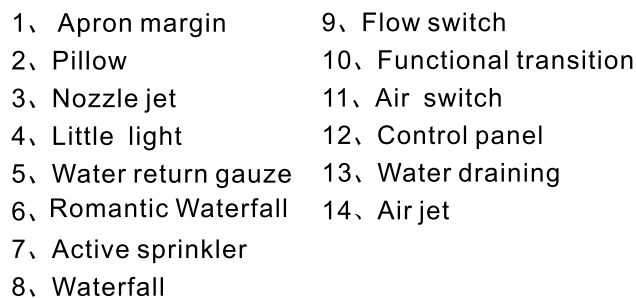 1、 Apron margin
2、Pillow
3、Nozzle jet
4、Little light
5、Water return gauze
6、Romantic Waterfall
7、Active sprinkler
8、Waterfall
9、Flow switch
10、Functional transition
11、Air switch
12、Control panel
13、Water draining
14、Air jet